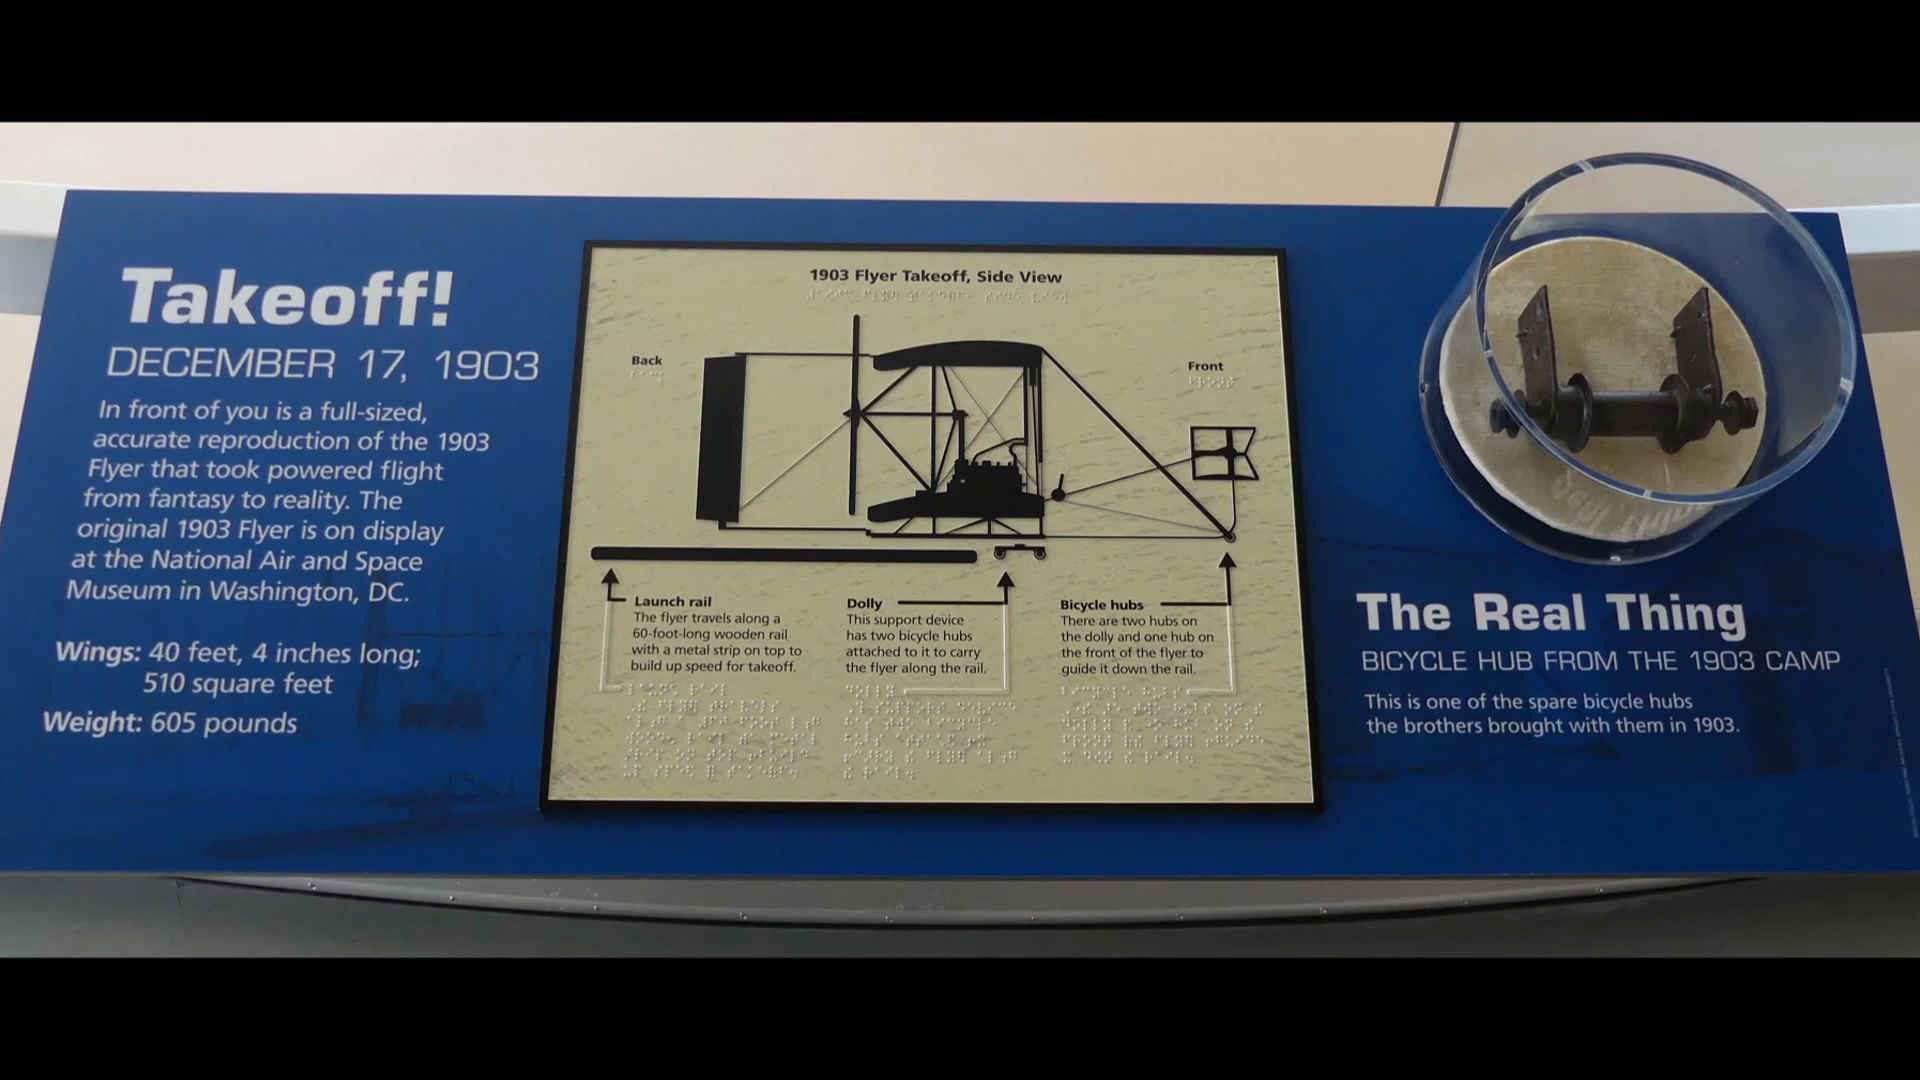 Takeoff!
DECEMBER 17, 1903
In front of you is a full-sized,
accurate reproduction of the 1903
Flyer that took powered flight
from fantasy to reality. The
original 1903 Flyer is on display
at the National Air and Space
Museum in Washington, DC.
Wings: 40 feet, 4 inches long;
510 square feet
Weight: 605 pounds
1903 Flyer Takeoff, Side View
Back
Front
Launch rail
The flyer travels along a
60-foot-long wooden rail
with a metal strip on top to
build up speed for takeoff.
Dolly
This support device
has two bicycle hubs
attached to it to carry
the flyer along the rail.
Bicycle hubs
There are two hubs on
the dolly and one hub on
the front of the flyer to
guide it down the rail.
The Real Thing
BICYCLE HUB FROM THE 1903 CAMP
This is one of the spare bicycle hubs
the brothers brought with them in 1903.